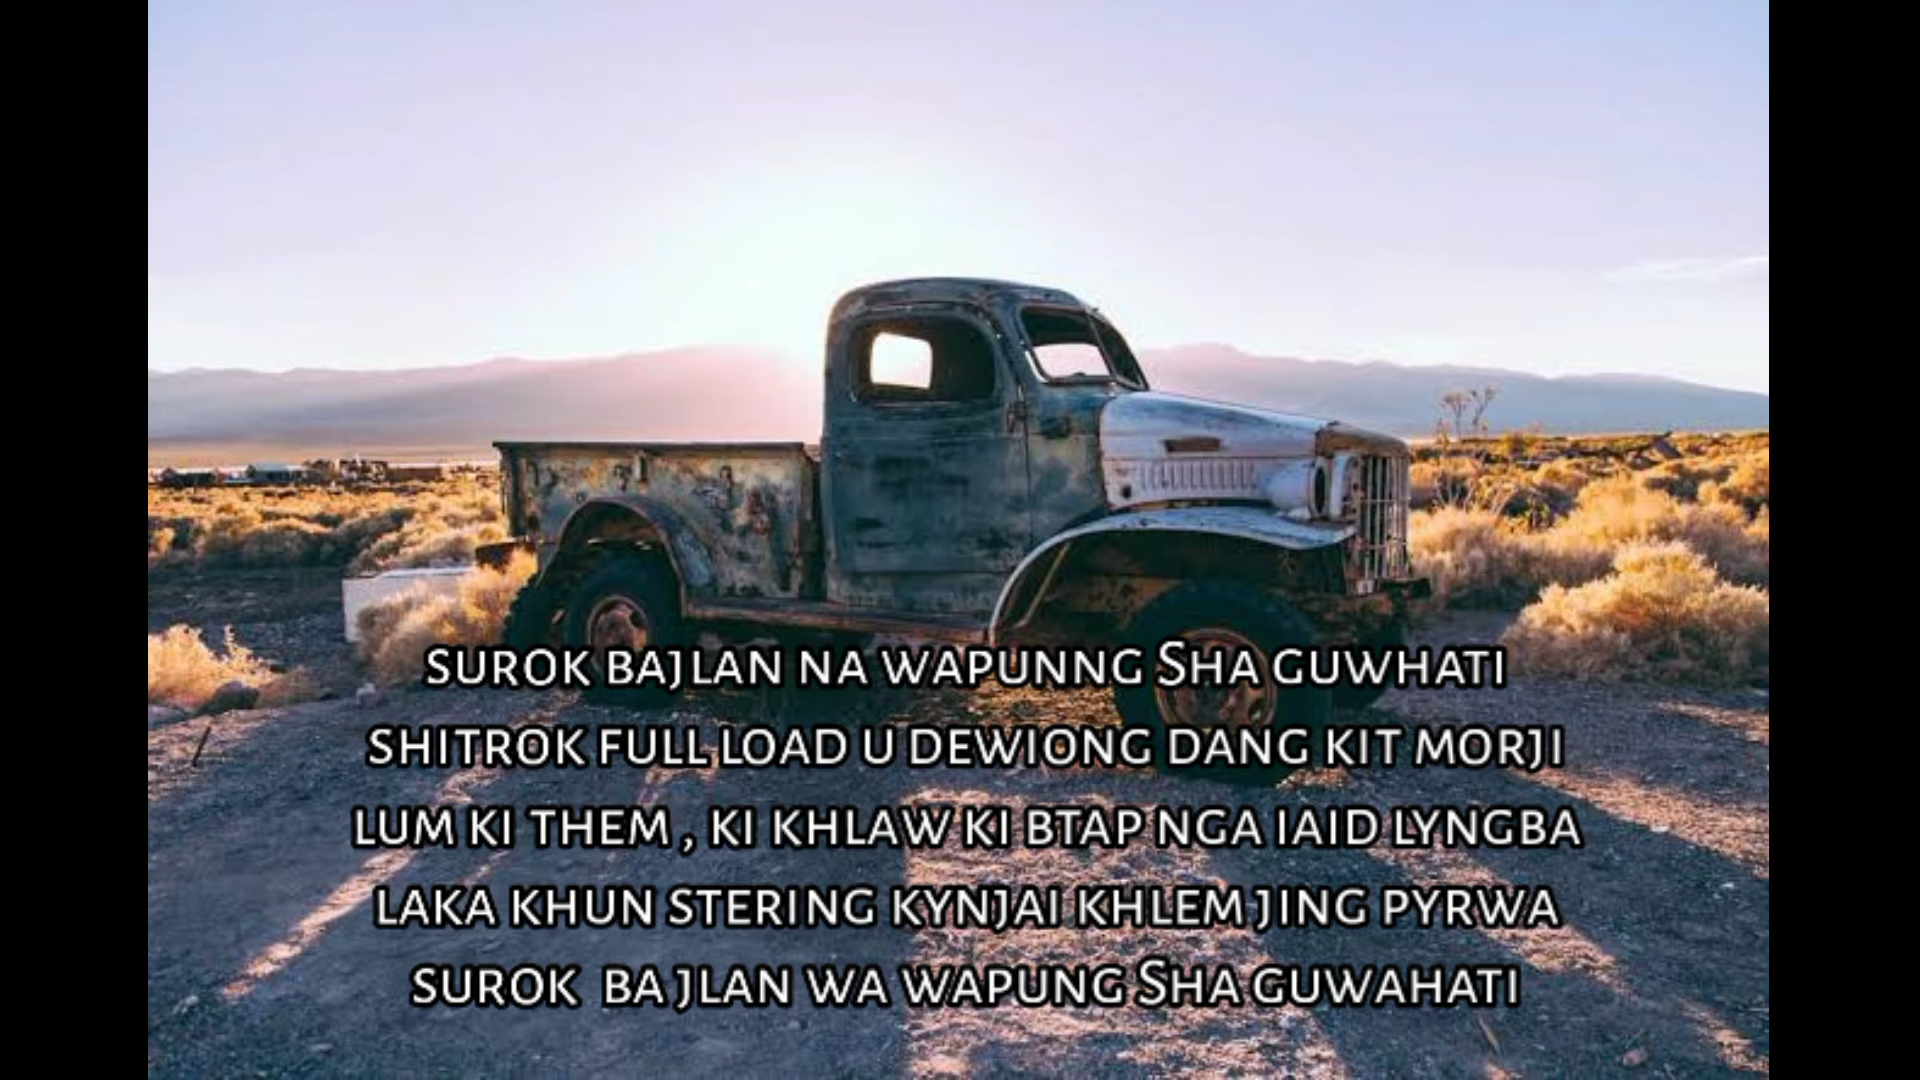 SUROK BAJLAN NA WAPUNNG SHA GUWHATI
SHITROK FULL LOAD U DEWIONG DANG KIT MORJI
LUM KI THEM , KI KHLAW KI BTAP NGA IAID LYNGBA
LAKA KHUN STERING KYNJAI KHLEM JING PYRWA
SUROK BAJLAN WA WAPUNG SHA GUWAHATI